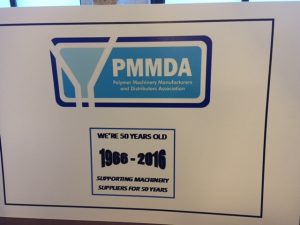 PMMDA
Polymer Machinery Manufacturers
and Distributors Association
WE'RE 50 YEARS OLD
1966 - 2016
SUPPORTING MACHINERY
SUPPLIERS FOR 50 YEARS